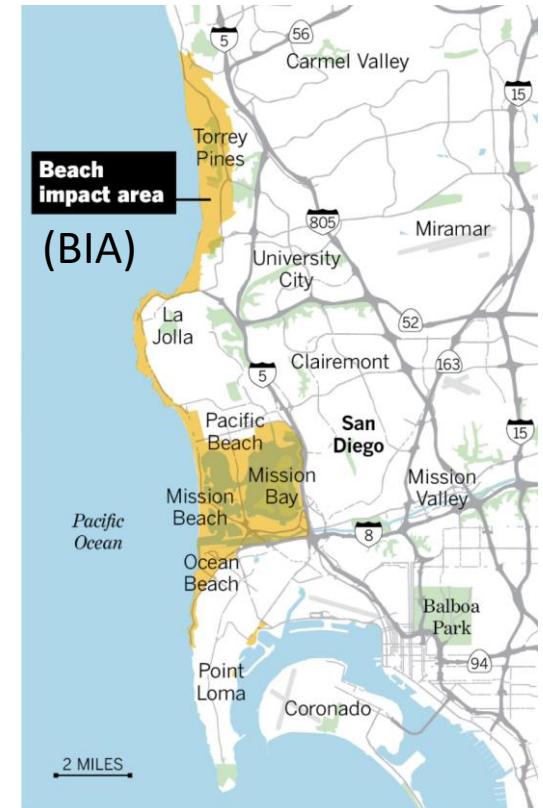 5
56
Carmel Valley
15
Torrey
Pines
Beach
impact area
(BIA)
805
Miramar
University
City
La
Jolla
52
5
Clairemont
163
Pacific
Beach
San
Diego
15
Mission
Bay
Mission
Valley
Mission
Beach
Pacific
Ocean
8
Ocean
Beach
Balboa
Park
94
Point
Loma
Coronado
2 MILES